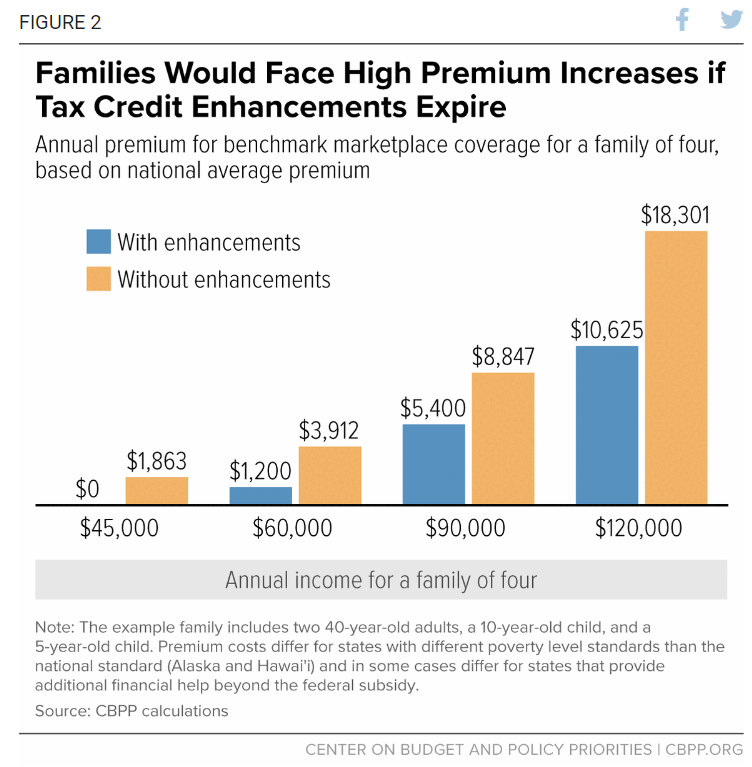 FIGURE 2
Families Would Face High Premium Increases if
Tax Credit Enhancements Expire
Annual premium for benchmark marketplace coverage for a family of four,
based on national average premium
With enhancements
Without enhancements
$0
$1,863
$1,200
$3,912
$5,400
$8,847
$10,625
$18,301
$45,000
$60,000
$90,000
$120,000
Annual income for a family of four
Note: The example family includes two 40-year-old adults, a 10-year-old child, and a
5-year-old child. Premium costs differ for states with different poverty level standards than the
national standard (Alaska and Hawai'i) and in some cases differ for states that provide
additional financial help beyond the federal subsidy.
Source: CBPP calculations
CENTER ON BUDGET AND POLICY PRIORITIES | CBPP.ORG